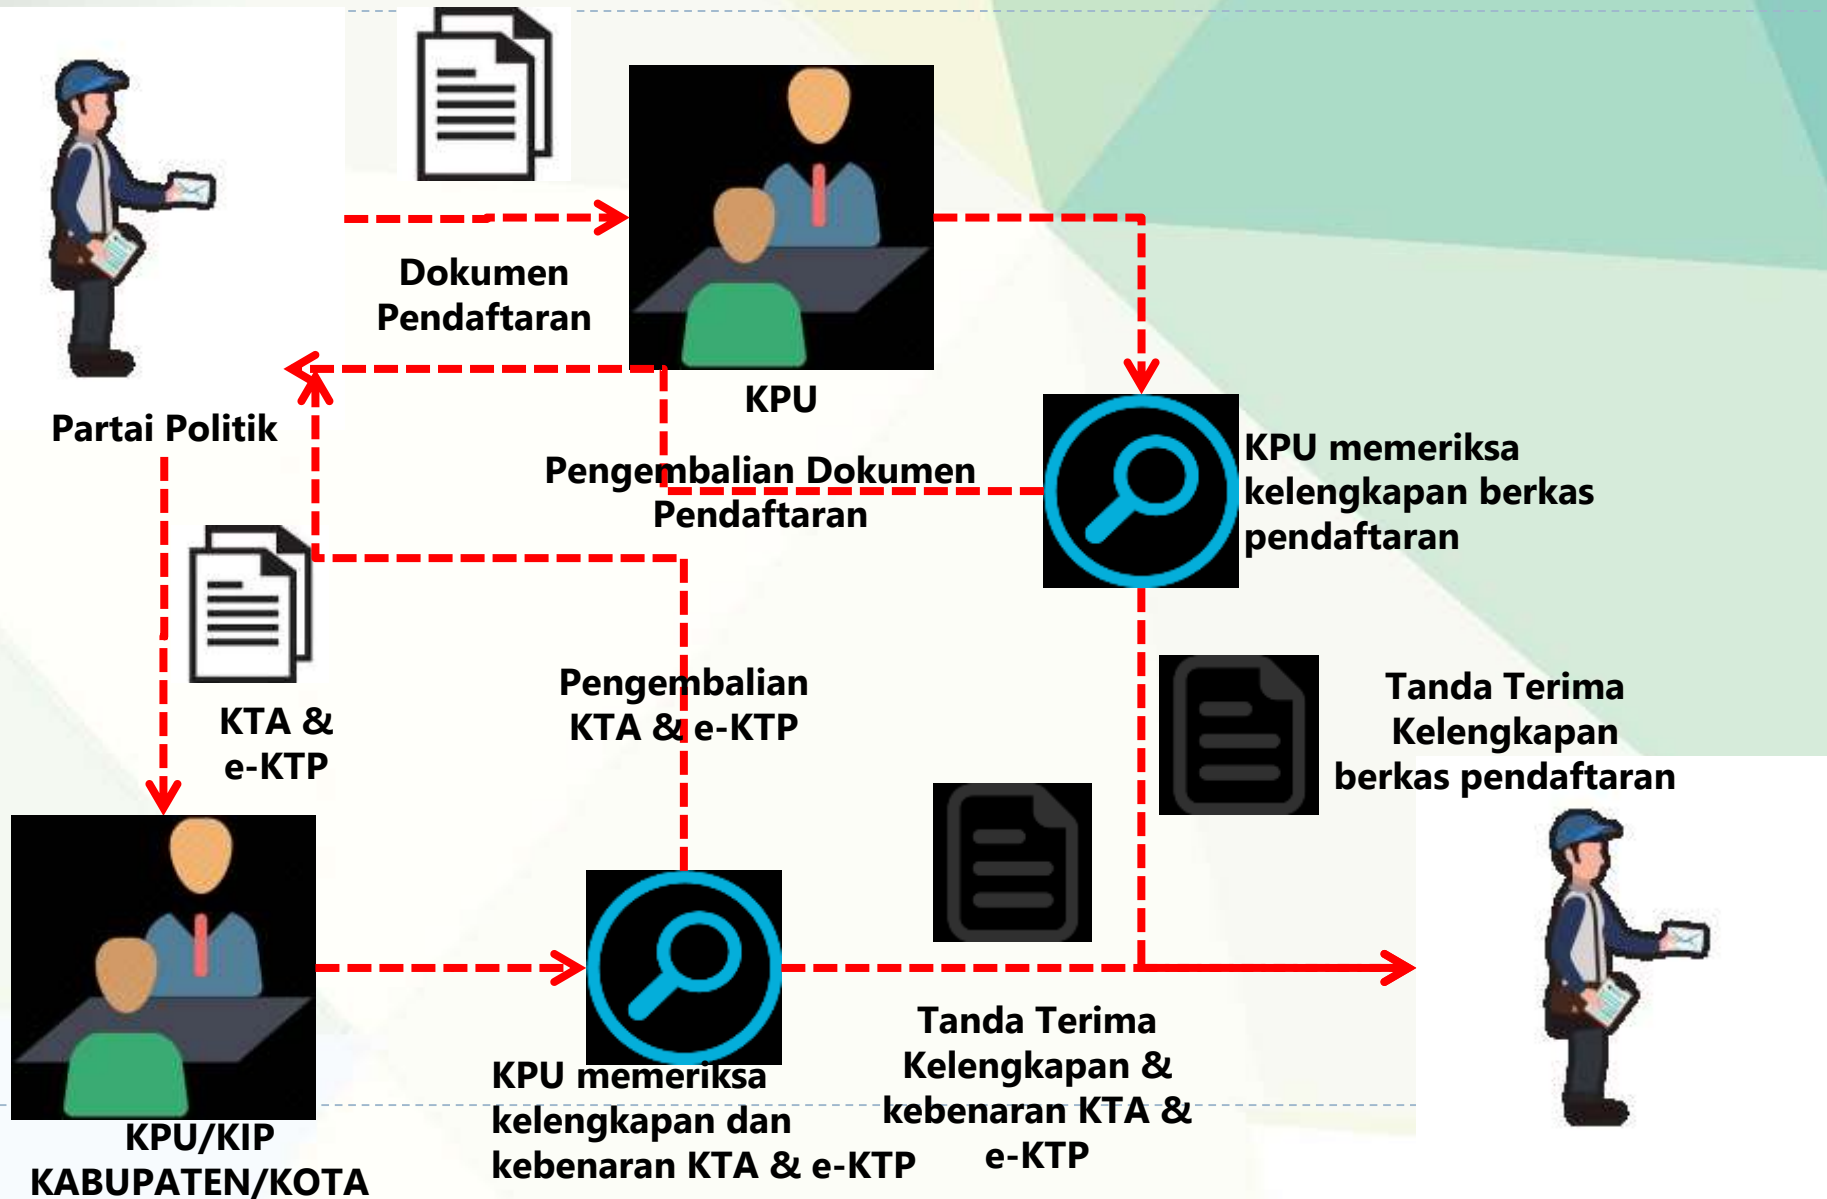 Dokumen
Pendaftaran
KPU
Partai Politik
Pengembalian Dokumen
Pendaftaran
KPU memeriksa
kelengkapan berkas
pendaftaran
KTA &
e-KTP
Pengembalian
KTA & e-KTP
Tanda Terima
Kelengkapan
berkas pendaftaran
KPU/KIP
KABUPATEN/KOTA
KPU memeriksa
kelengkapan dan
kebenaran KTA & e-KTP
Tanda Terima
Kelengkapan &
kebenaran KTA &
e-KTP